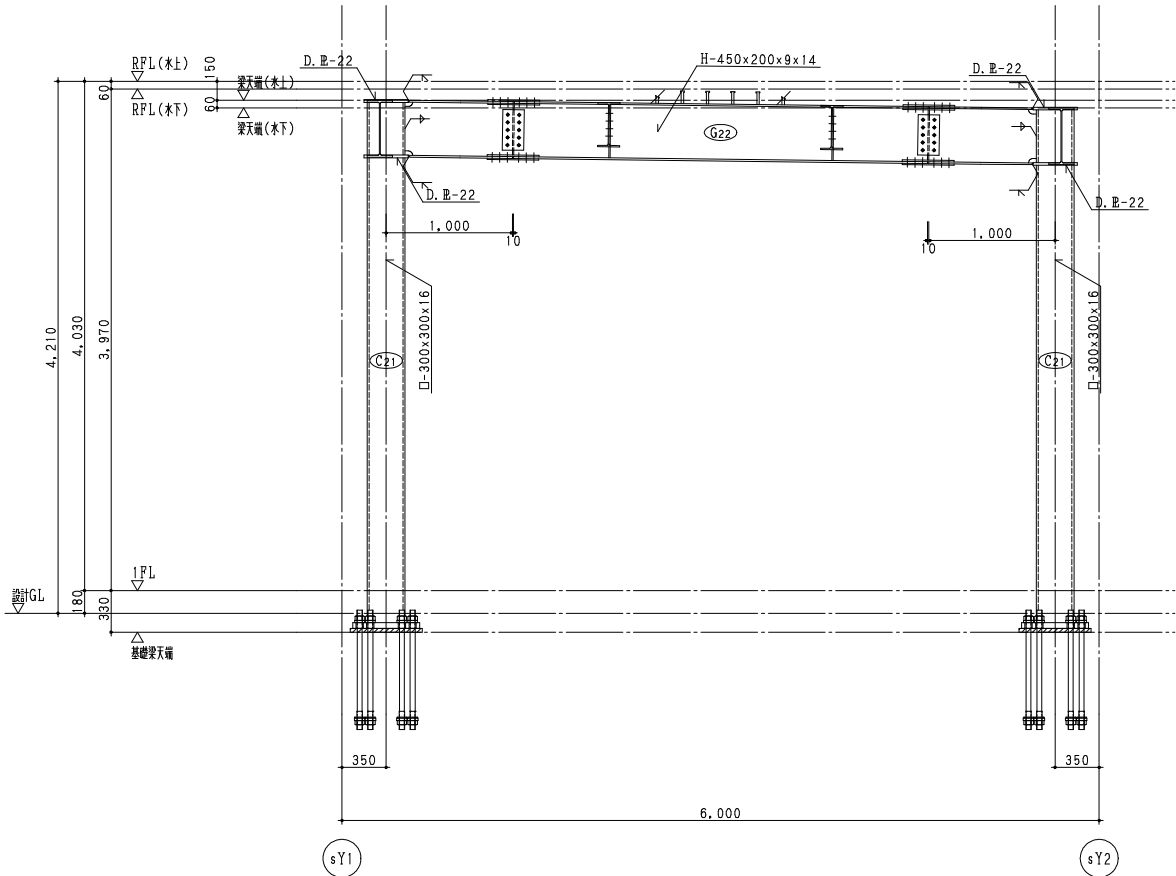 RFL(水上)
150
D.PL-22
H-450x200x9x14
D.PL-22
60
梁天端(水上)
RFL(水下)
60
梁天端(水下)
G22
D.PL-22
D.PL-22
1,000
10
10
1,000
4,210
4,030
3,970
□-300x300x16
□-300x300x16
C21
C21
1FL
設計GL
180
330
基礎梁天端
350
350
6,000
sY1
sY2